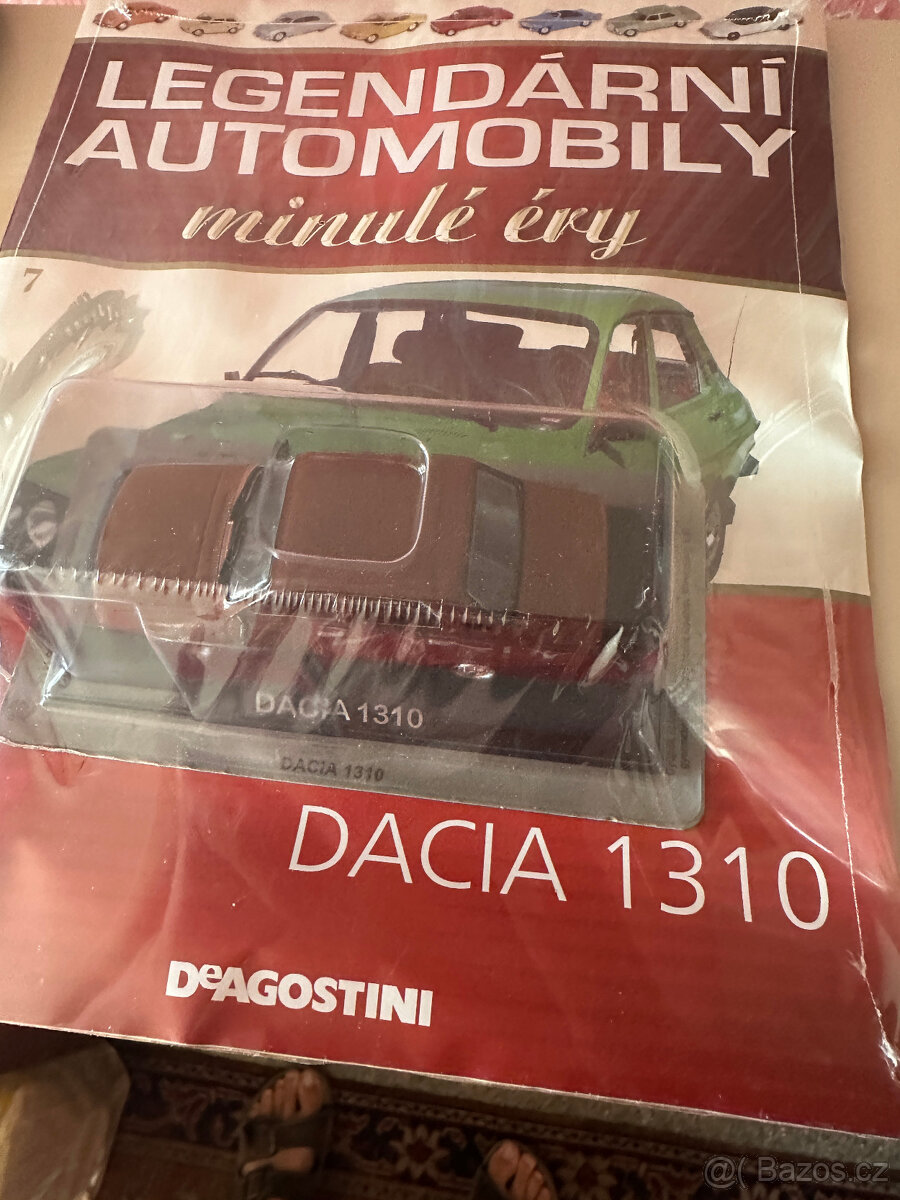 LEGENDÁRNÍ
AUTOMOBILY
minulé éry
7
DACIA 1310
DACIA 1310
DACIA 1310
DeAGOSTINI
@( Bazos.cz